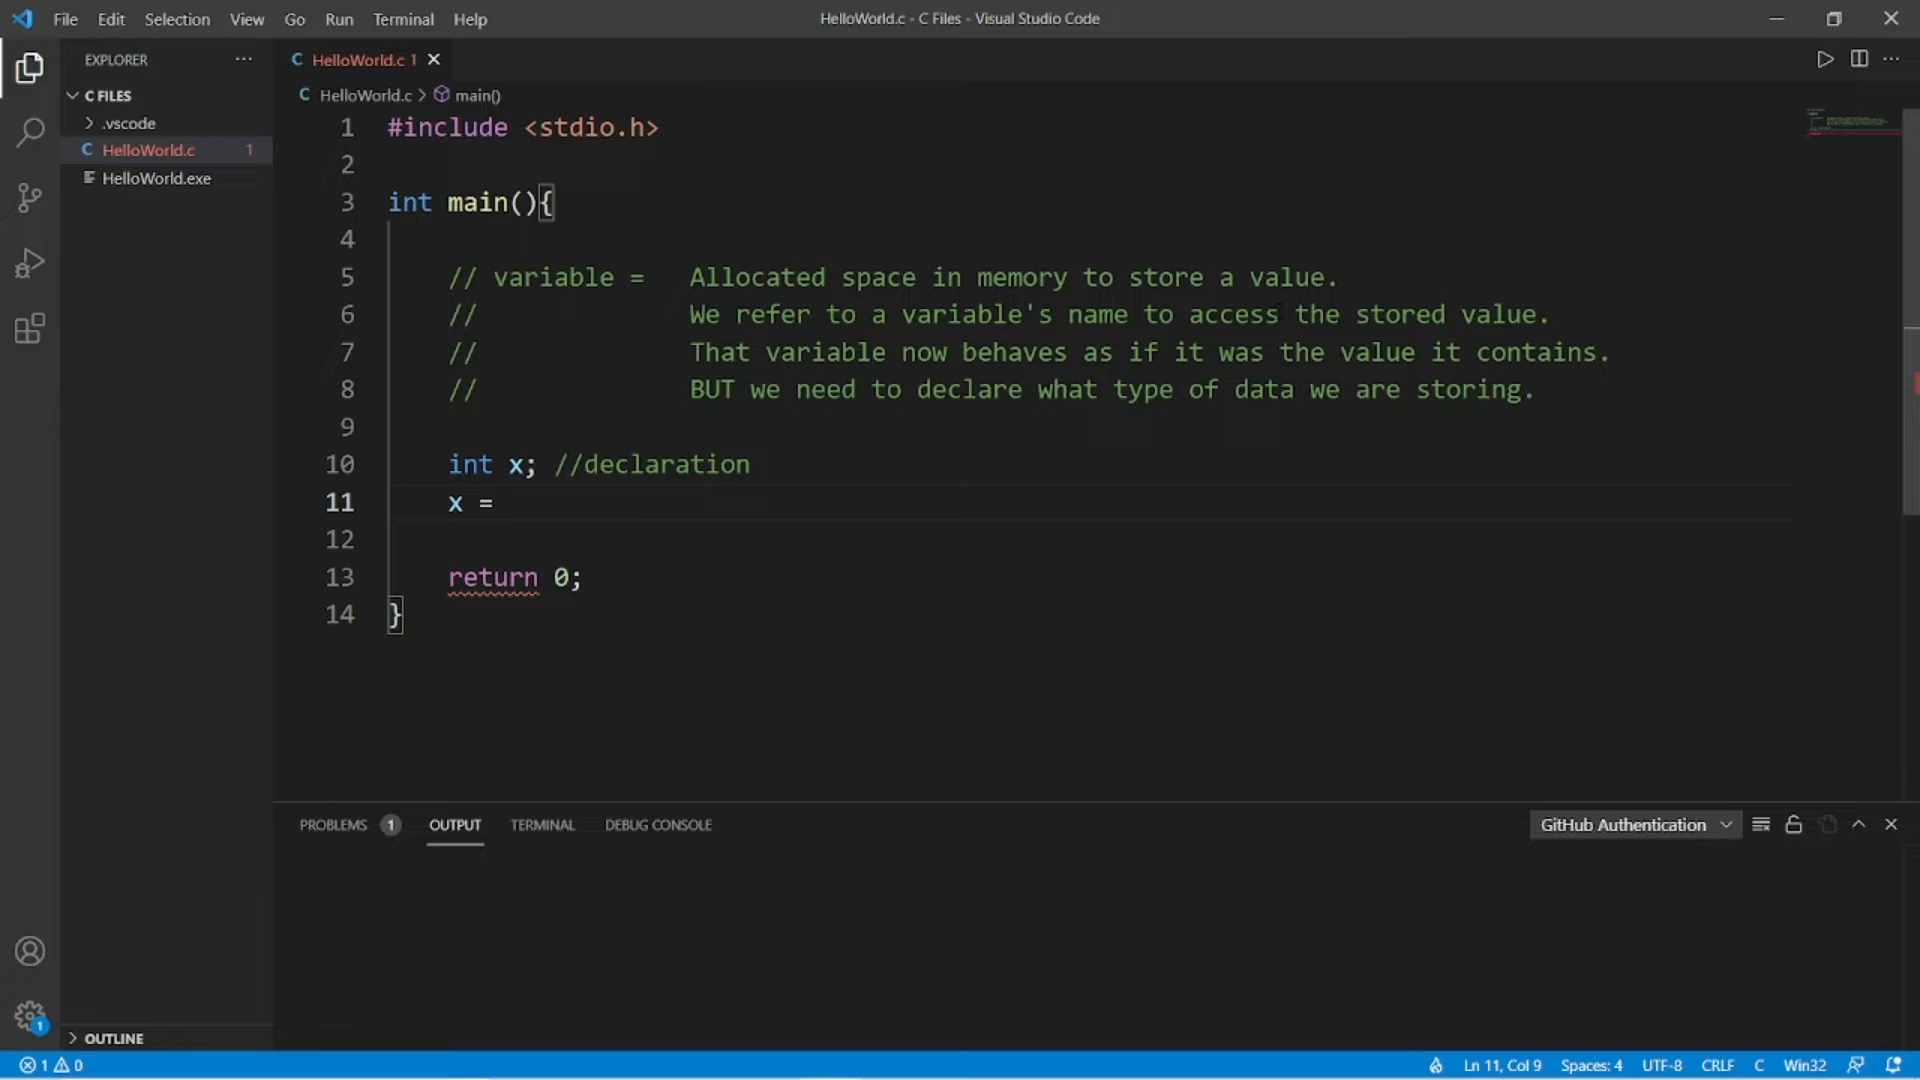 File Edit Selection View Go Run Terminal Help HelloWorld.c - C Files - Visual Studio Code
EXPLORER
C FILES
.vscode
C HelloWorld.c 1
HelloWorld.exe
OUTLINE
C HelloWorld.c 1
C HelloWorld.c > main()
1 #include <stdio.h>
2
3 int main(){
4
5 // variable = Allocated space in memory to store a value.
6 // We refer to a variable's name to access the stored value.
7 // That variable now behaves as if it was the value it contains.
8 // BUT we need to declare what type of data we are storing.
9
10 int x; //declaration
11 x =
12
13 return 0;
14 }
PROBLEMS 1 OUTPUT TERMINAL DEBUG CONSOLE GitHub Authentication
1
1 0 Ln 11, Col 9 Spaces: 4 UTF-8 CRLF C Win32